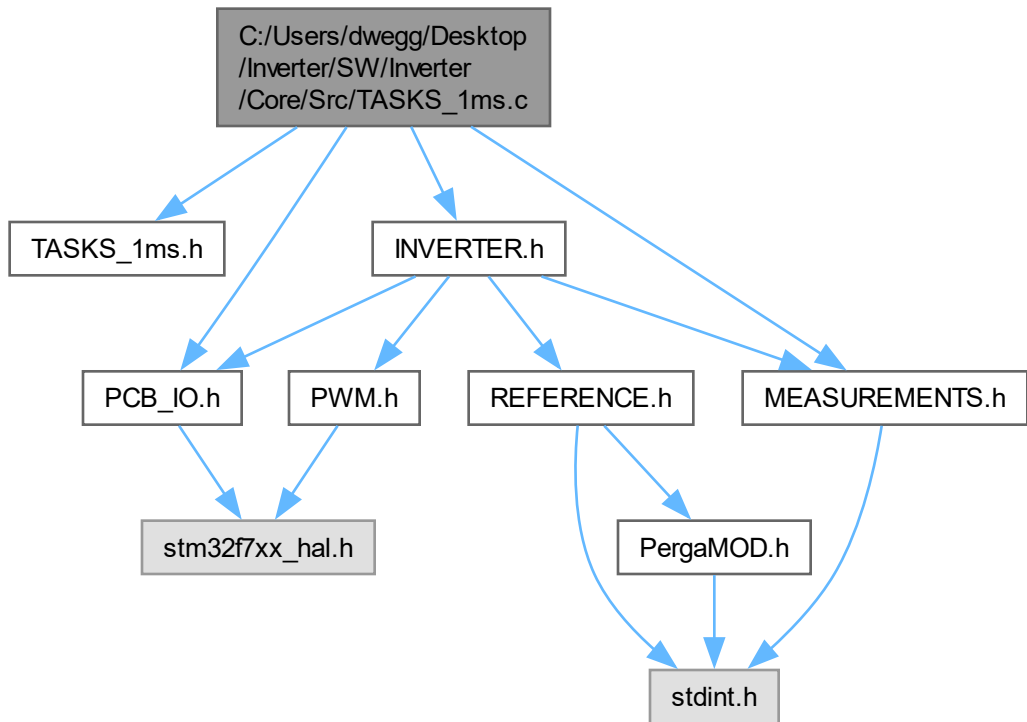 C:/Users/dwegg/Desktop
/Inverter/SW/Inverter
/Core/Src/TASKS_1ms.c
TASKS_1ms.h
INVERTER.h
PCB_IO.h
PWM.h
REFERENCE.h
MEASUREMENTS.h
stm32f7xx_hal.h
PergaMOD.h
stdint.h